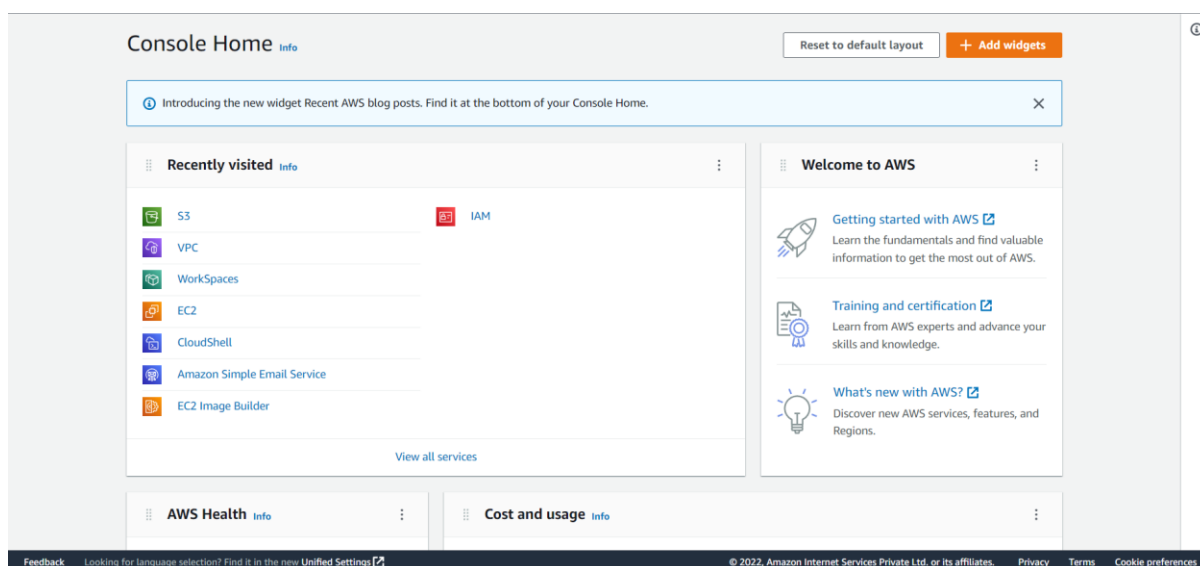 Console Home Info
Reset to default layout
+ Add widgets
Introducing the new widget Recent AWS blog posts. Find it at the bottom of your Console Home.
Recently visited Info
S3
VPC
WorkSpaces
EC2
CloudShell
Amazon Simple Email Service
EC2 Image Builder
IAM
View all services
Welcome to AWS
Getting started with AWS
Learn the fundamentals and find valuable
information to get the most out of AWS.
Training and certification
Learn from AWS experts and advance your
skills and knowledge.
What's new with AWS?
Discover new AWS services, features, and
Regions.
AWS Health Info
Cost and usage Info
Feedback Looking for language selection? Find it in the new Unified Settings © 2022, Amazon Internet Services Private Ltd. or its affiliates. Privacy Terms Cookie preferences